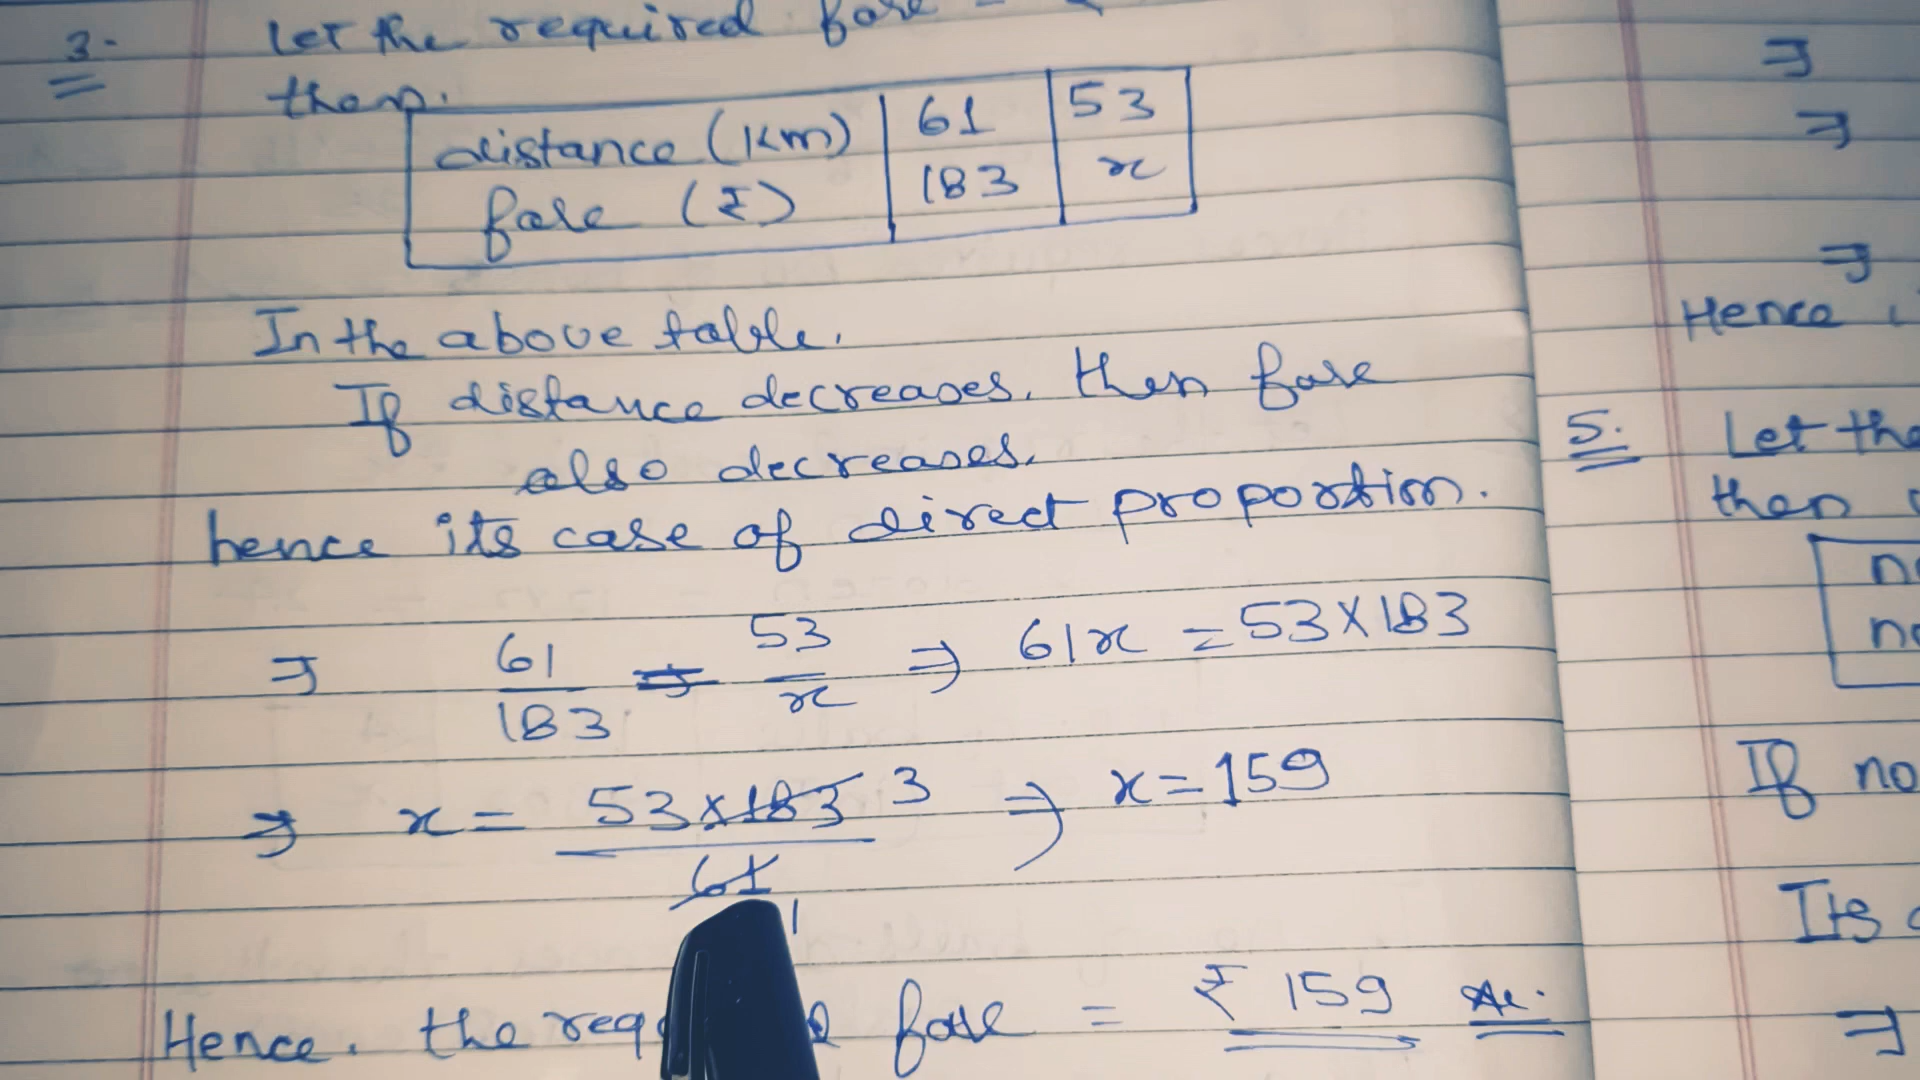 3.
Let the required fare =
then.
distance (Km) 61 53
fare (₹) 183 x
In the above table.
If distance decreases. then fare
also decreases.
hence its case of direct proportion.
⇒ 61/183 = 53/x ⇒ 61x = 53×183
⇒ x = 53×183 3 / 61 1 ⇒ x = 159
Hence. the req fare = ₹ 159
⇒
⇒
⇒
Hence
5. Let the
then
If no
Its
⇒